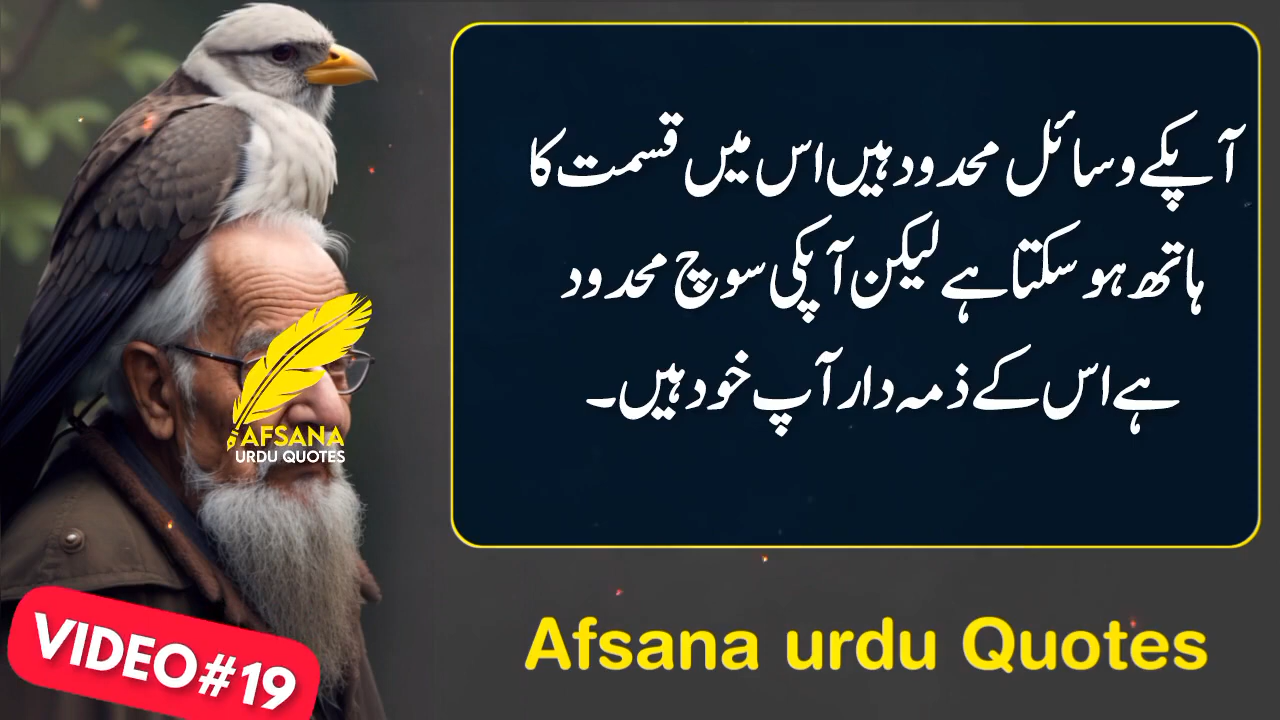 آپکے وسائل محدود ہیں اس میں قسمت کا
ہاتھ ہو سکتا ہے لیکن آپکی سوچ محدود
ہے اس کے ذمہ دار آپ خود ہیں۔
AFSANA
URDU QUOTES
Afsana urdu Quotes
VIDEO#19